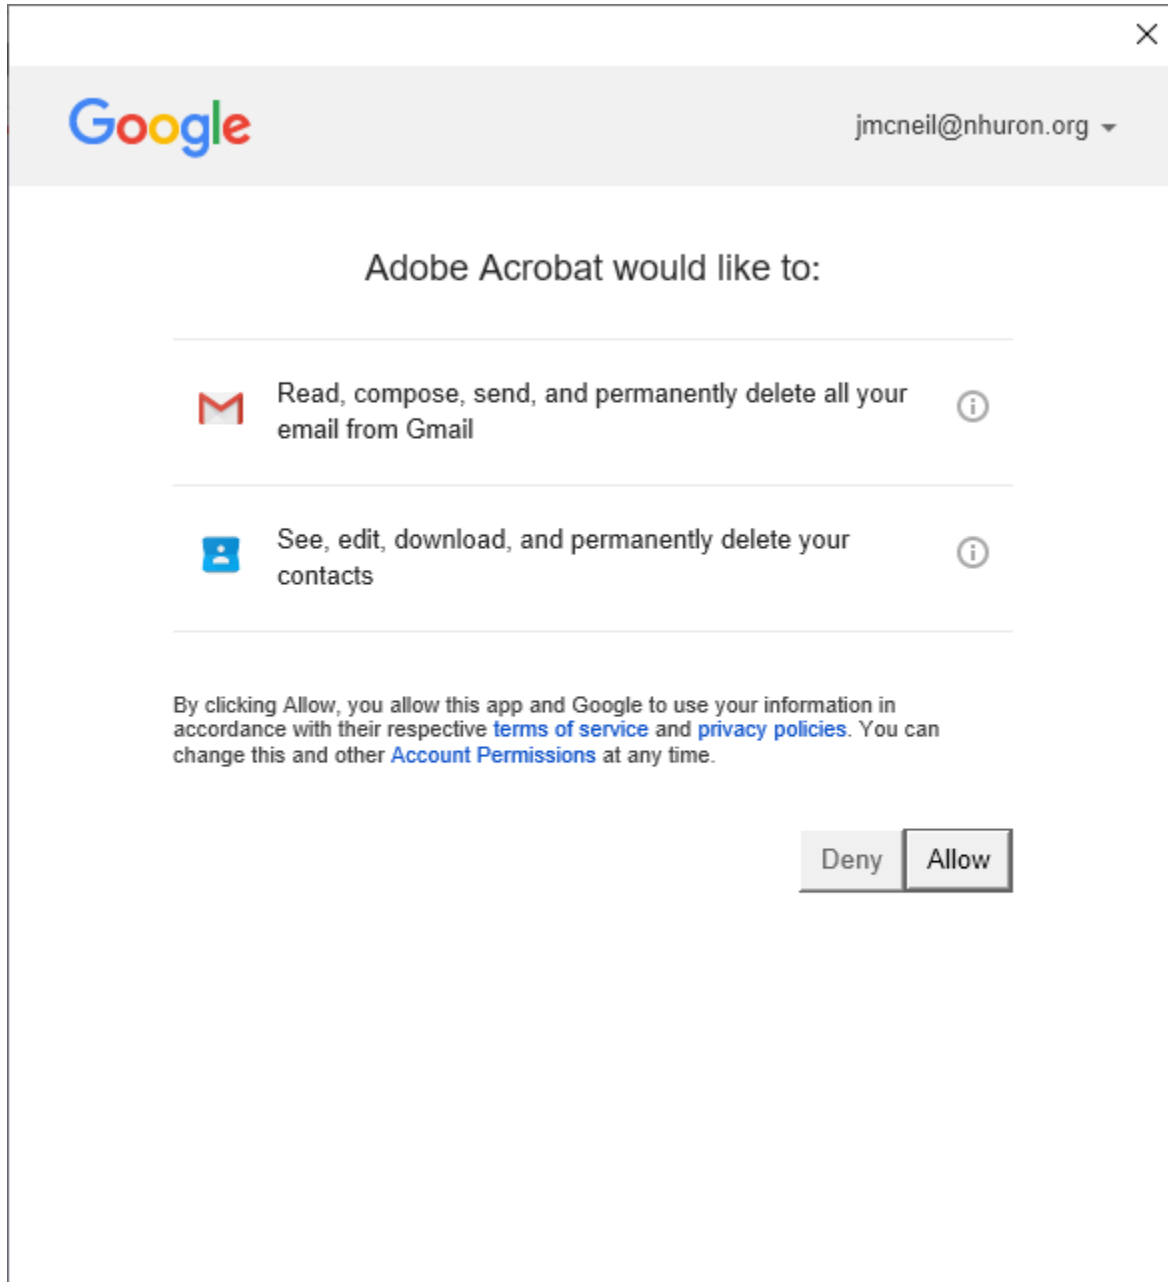 Google
jmcneil@nhuron.org
Adobe Acrobat would like to:
Read, compose, send, and permanently delete all your
email from Gmail
See, edit, download, and permanently delete your
contacts
By clicking Allow, you allow this app and Google to use your information in
accordance with their respective terms of service and privacy policies. You can
change this and other Account Permissions at any time.
Deny Allow